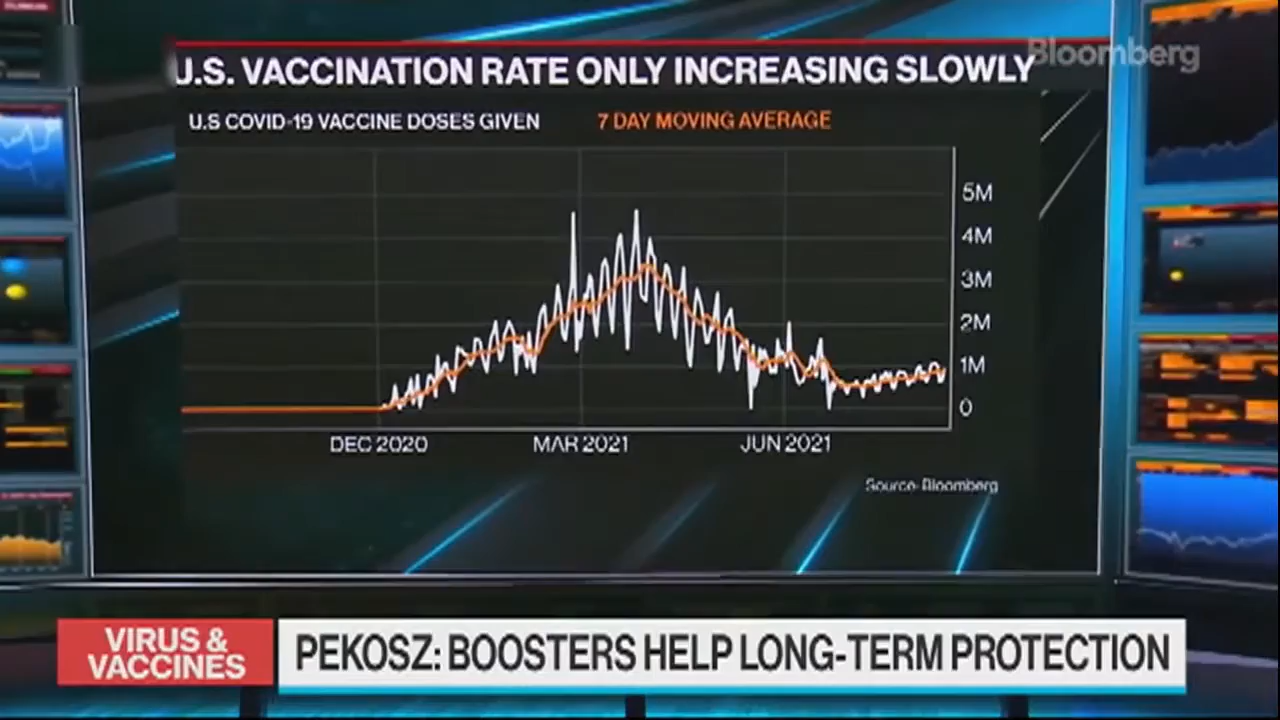 Bloomberg
U.S. VACCINATION RATE ONLY INCREASING SLOWLY
U.S COVID-19 VACCINE DOSES GIVEN
7 DAY MOVING AVERAGE
5M
4M
3M
2M
1M
0
DEC 2020
MAR 2021
JUN 2021
Source: Bloomberg
VIRUS &
VACCINES
PEKOSZ: BOOSTERS HELP LONG-TERM PROTECTION